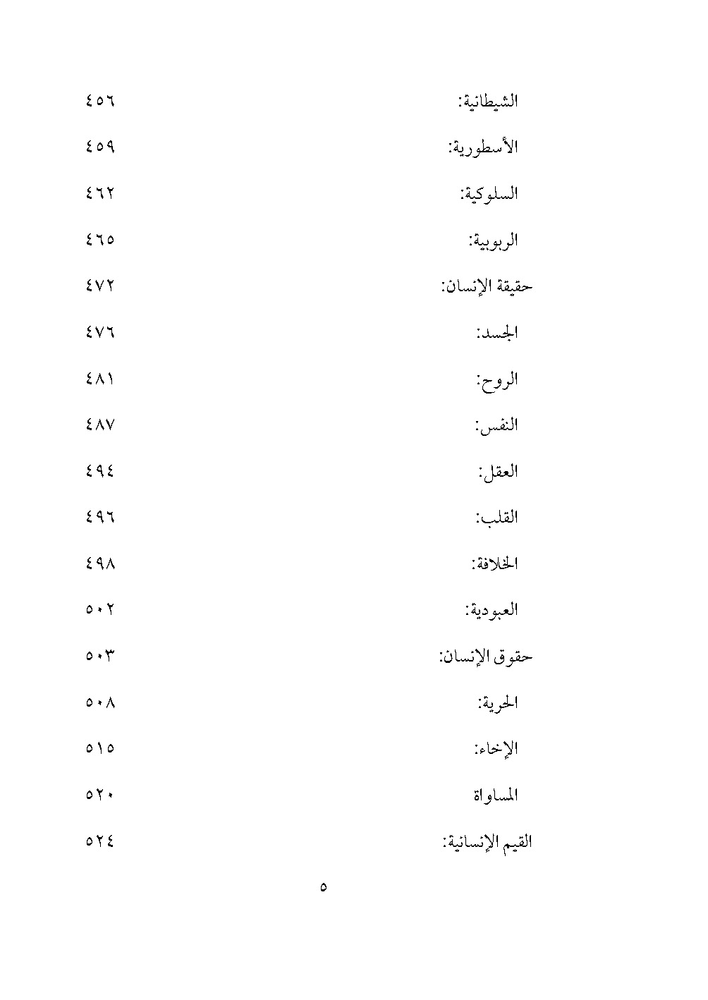 الشيطانية: ٤٥٦
الأسطورية: ٤٥٩
السلوكية: ٤٦٢
الربوبية: ٤٦٥
حقيقة الإنسان: ٤٧٢
الجسد: ٤٧٦
الروح: ٤٨١
النفس: ٤٨٧
العقل: ٤٩٤
القلب: ٤٩٦
الخلافة: ٤٩٨
العبودية: ٥٠٢
حقوق الإنسان: ٥٠٣
الحرية: ٥٠٨
الإخاء: ٥١٥
المساواة ٥٢٠
القيم الإنسانية: ٥٢٤
٥